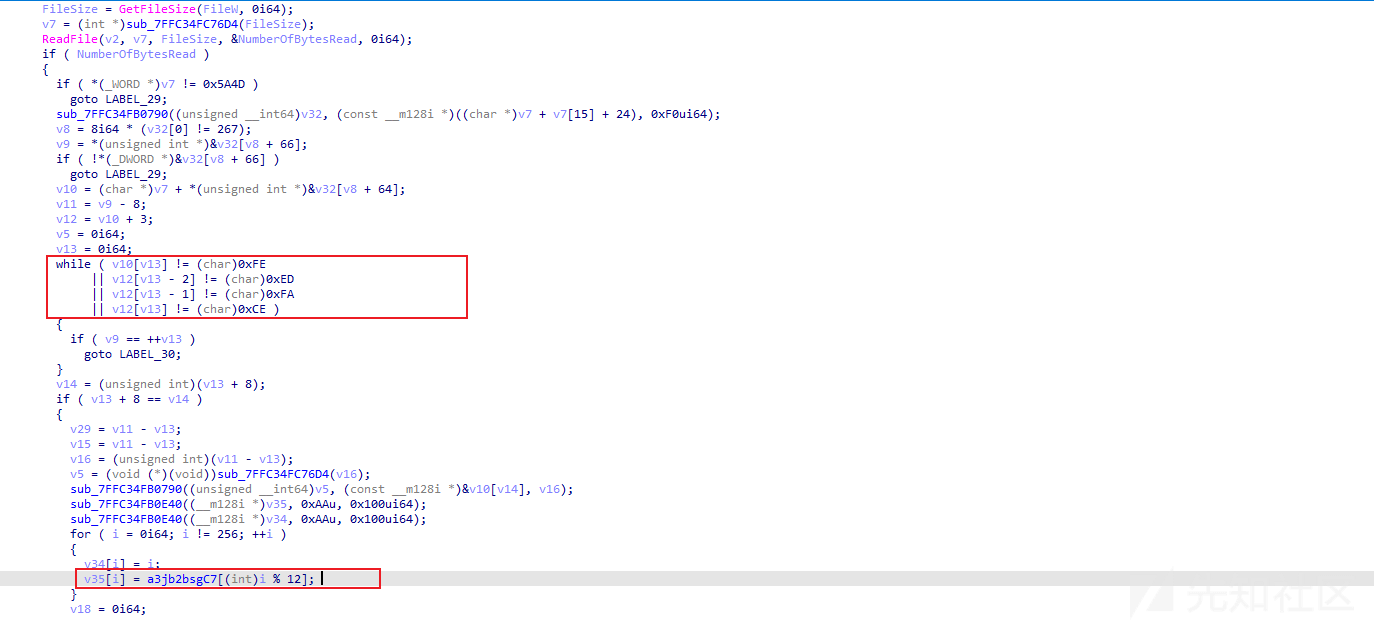 FileSize = GetFileSize(FileW, 0i64);
v7 = (int *)sub_7FFC34FC76D4(FileSize);
ReadFile(v2, v7, FileSize, &NumberOfBytesRead, 0i64);
if ( NumberOfBytesRead )
{
if ( *(_WORD *)v7 != 0x5A4D )
goto LABEL_29;
sub_7FFC34FB0790((unsigned __int64)v32, (const __m128i *)((char *)v7 + v7[15] + 24), 0xF0ui64);
v8 = 8i64 * (v32[0] != 267);
v9 = *(unsigned int *)&v32[v8 + 66];
if ( !*(_DWORD *)&v32[v8 + 66] )
goto LABEL_29;
v10 = (char *)v7 + *(unsigned int *)&v32[v8 + 64];
v11 = v9 - 8;
v12 = v10 + 3;
v5 = 0i64;
v13 = 0i64;
while ( v10[v13] != (char)0xFE
|| v12[v13 - 2] != (char)0xED
|| v12[v13 - 1] != (char)0xFA
|| v12[v13] != (char)0xCE )
{
if ( v9 == ++v13 )
goto LABEL_30;
}
v14 = (unsigned int)(v13 + 8);
if ( v13 + 8 == v14 )
{
v29 = v11 - v13;
v15 = v11 - v13;
v16 = (unsigned int)(v11 - v13);
v5 = (void (*)(void))sub_7FFC34FC76D4(v16);
sub_7FFC34FB0790((unsigned __int64)v5, (const __m128i *)&v10[v14], v16);
sub_7FFC34FB0E40((__m128i *)v35, 0xAAu, 0x100ui64);
sub_7FFC34FB0E40((__m128i *)v34, 0xAAu, 0x100ui64);
for ( i = 0i64; i != 256; ++i )
{
v34[i] = i;
v35[i] = a3jb2bsgC7[(int)i % 12];
}
v18 = 0i64;
先知社区